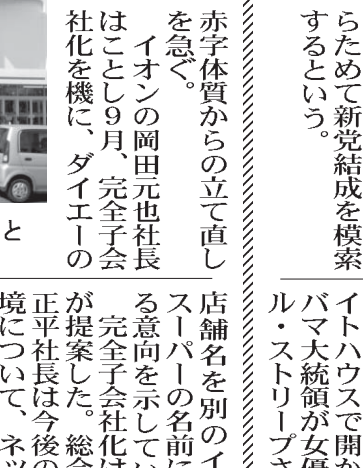 らためて新党結成を模索
するという。
イトハウスで開か
バマ大統領が女優
ル・ストリープさ
赤字体質からの立て直し
を急ぐ。
イオンの岡田元也社長
はことし9月、完全子会
社化を機に、ダイエーの
と
店舗名を別のイ
スーパーの名前に
る意向を示してい
完全子会社化は
が提案した。総会
正平社長は今後の
境について、ネッ